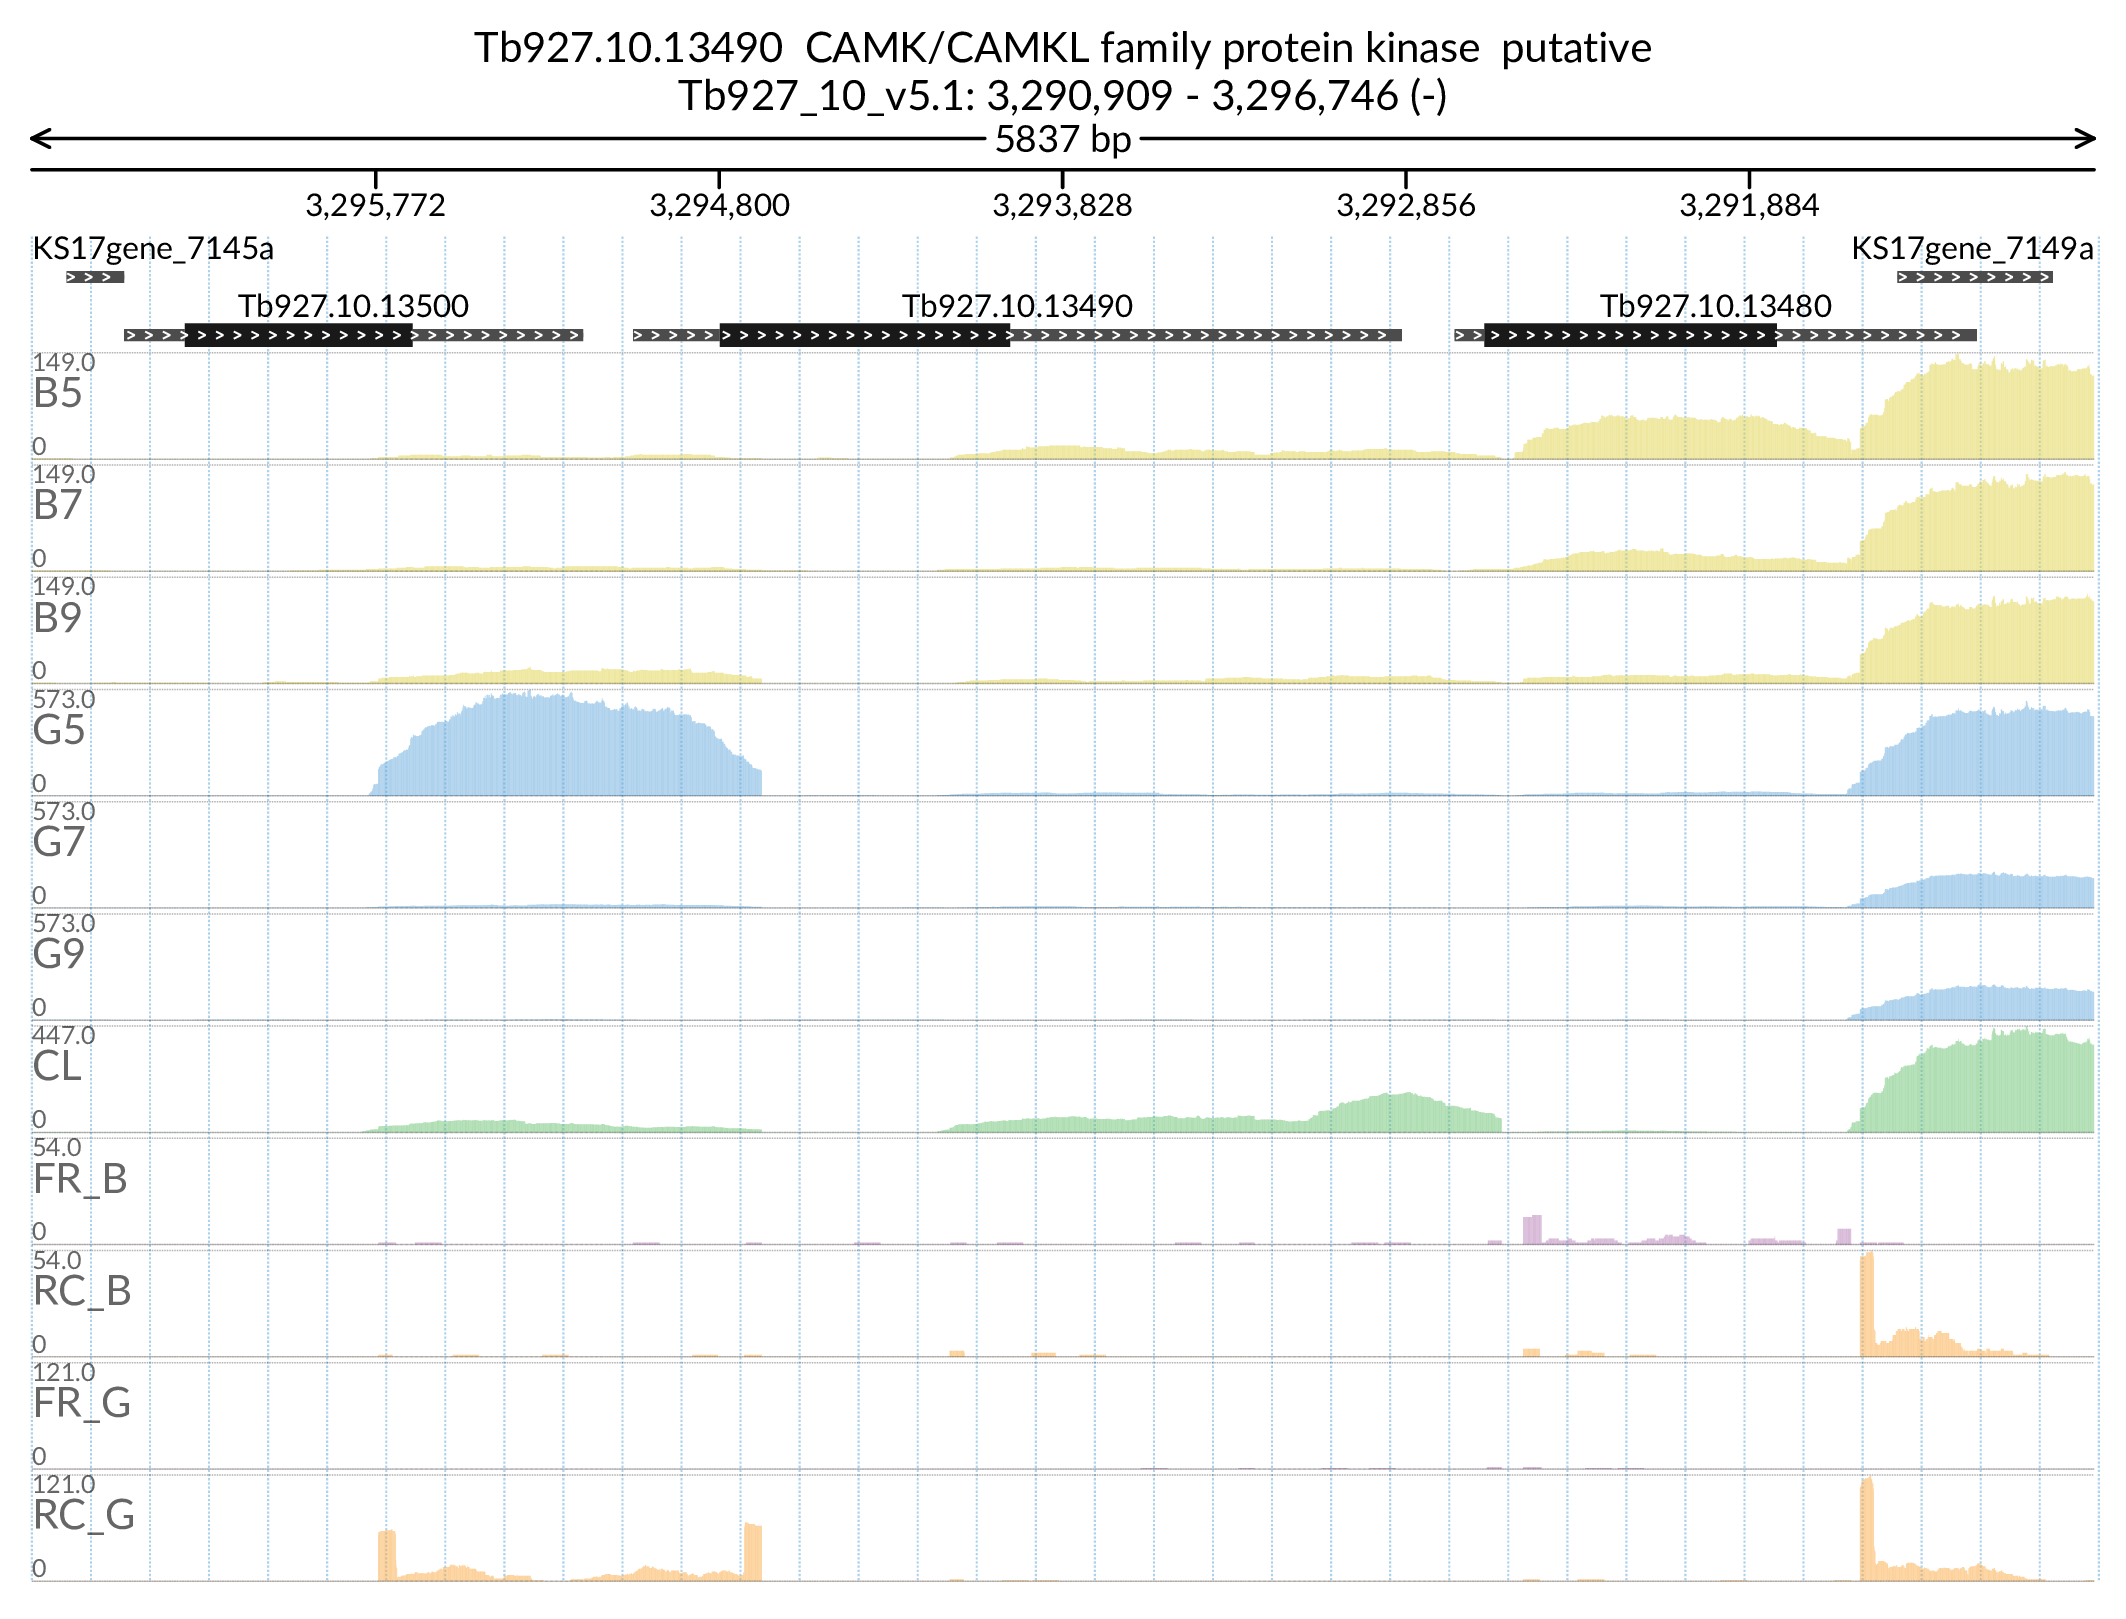 Tb927.10.13490  CAMK/CAMKL family protein kinase  putative
Tb927_10_v5.1: 3,290,909 - 3,296,746 (-)
5837 bp
3,295,772 3,294,800 3,293,828 3,292,856 3,291,884
KS17gene_7145a KS17gene_7149a
Tb927.10.13500 Tb927.10.13490 Tb927.10.13480
149.0
B5
0
149.0
B7
0
149.0
B9
0
573.0
G5
0
573.0
G7
0
573.0
G9
0
447.0
CL
0
54.0
FR_B
0
54.0
RC_B
0
121.0
FR_G
0
121.0
RC_G
0